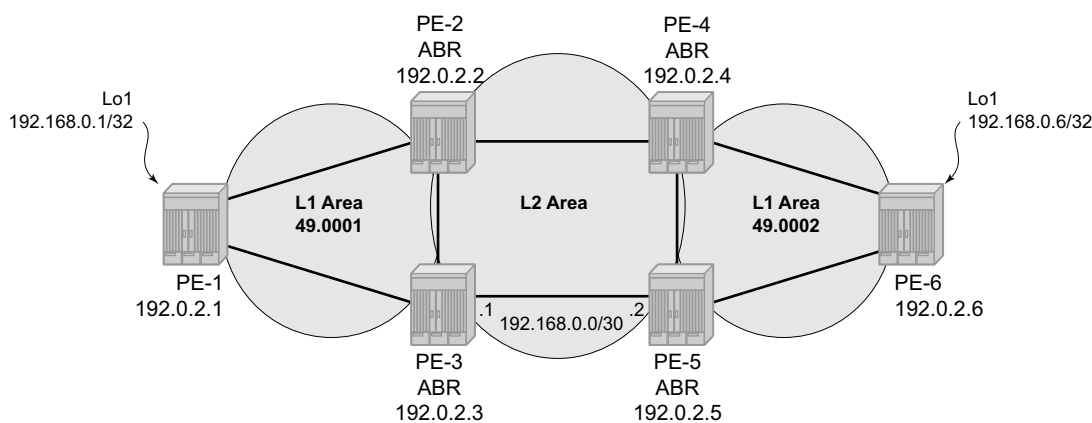 PE-2
ABR
192.0.2.2
PE-4
ABR
192.0.2.4
Lo1
192.168.0.1/32
Lo1
192.168.0.6/32
L1 Area
49.0001
L2 Area
L1 Area
49.0002
PE-1
192.0.2.1
PE-6
192.0.2.6
.1
192.168.0.0/30
.2
PE-3
ABR
192.0.2.3
PE-5
ABR
192.0.2.5